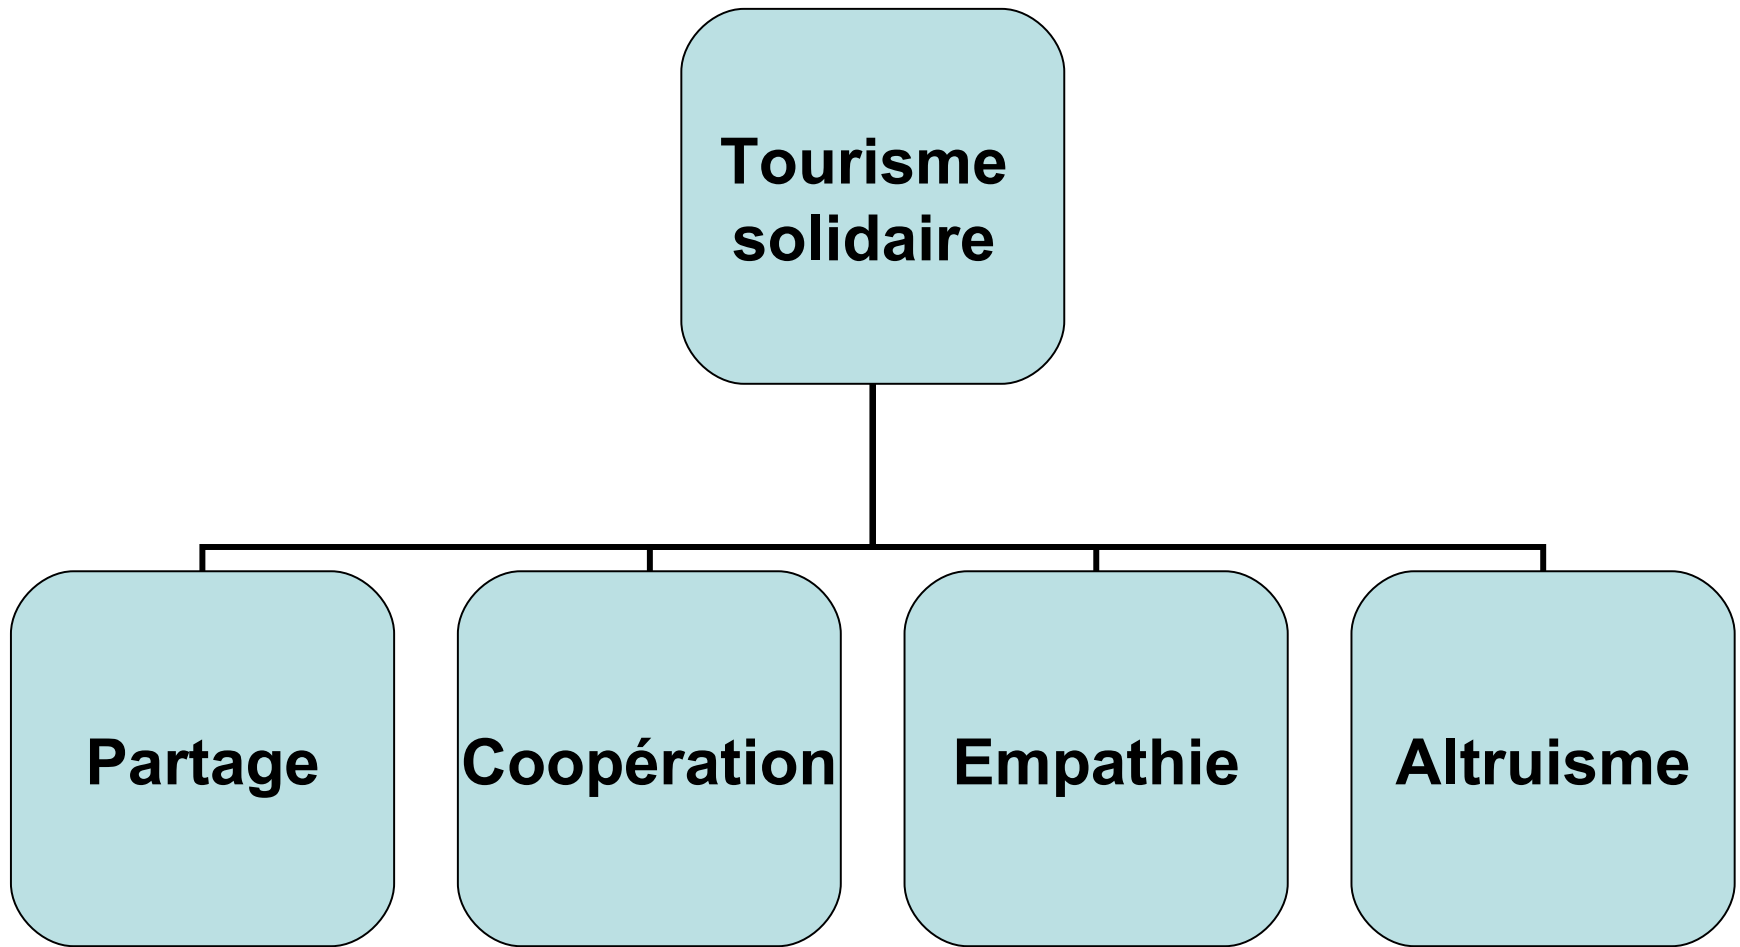 Tourisme
solidaire
Partage
Coopération
Empathie
Altruisme